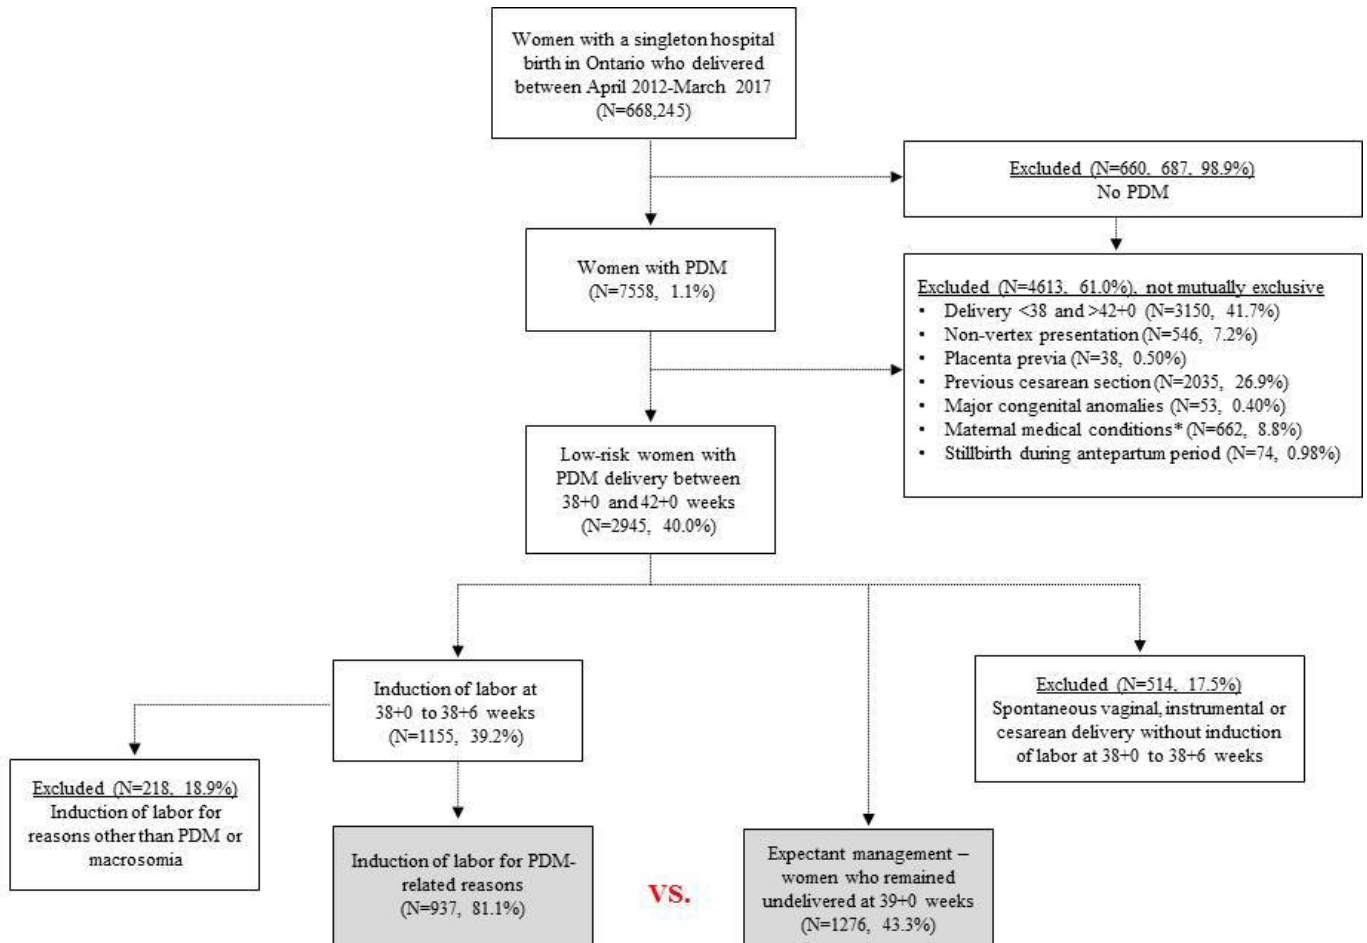 Women with a singleton hospital
birth in Ontario who delivered
between April 2012-March 2017
(N=668,245)
Excluded (N=660, 687, 98.9%)
No PDM
Women with PDM
(N=7558, 1.1%)
Excluded (N=4613, 61.0%), not mutually exclusive
• Delivery <38 and >42+0 (N=3150, 41.7%)
• Non-vertex presentation (N=546, 7.2%)
• Placenta previa (N=38, 0.50%)
• Previous cesarean section (N=2035, 26.9%)
• Major congenital anomalies (N=53, 0.40%)
• Maternal medical conditions* (N=662, 8.8%)
• Stillbirth during antepartum period (N=74, 0.98%)
Low-risk women with
PDM delivery between
38+0 and 42+0 weeks
(N=2945, 40.0%)
Induction of labor at
38+0 to 38+6 weeks
(N=1155, 39.2%)
Excluded (N=514, 17.5%)
Spontaneous vaginal, instrumental or
cesarean delivery without induction
of labor at 38+0 to 38+6 weeks
Excluded (N=218, 18.9%)
Induction of labor for
reasons other than PDM or
macrosomia
Induction of labor for PDM-
related reasons
(N=937, 81.1%)
VS.
Expectant management –
women who remained
undelivered at 39+0 weeks
(N=1276, 43.3%)